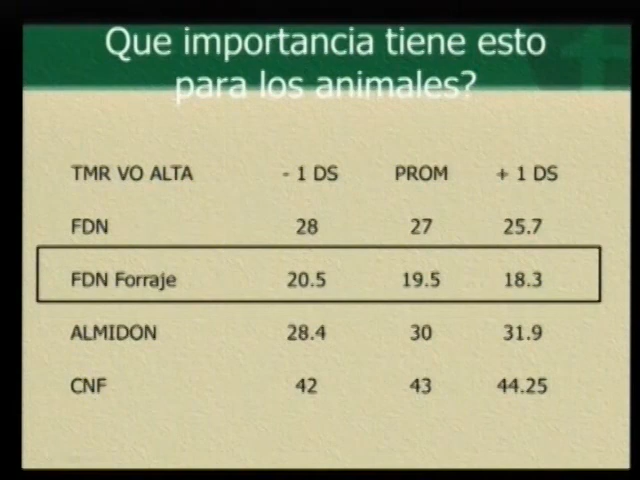 Que importancia tiene esto
para los animales?
TMR VO ALTA - 1 DS PROM + 1 DS
FDN 28 27 25.7
FDN Forraje 20.5 19.5 18.3
ALMIDON 28.4 30 31.9
CNF 42 43 44.25